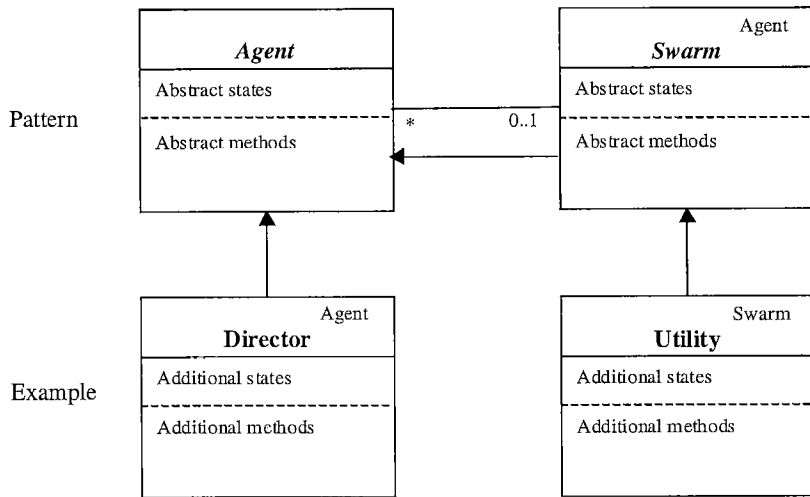 Agent
Agent
Swarm
Abstract states
Abstract states
Pattern
*
0..1
Abstract methods
Abstract methods
Agent
Director
Swarm
Utility
Additional states
Additional states
Example
Additional methods
Additional methods